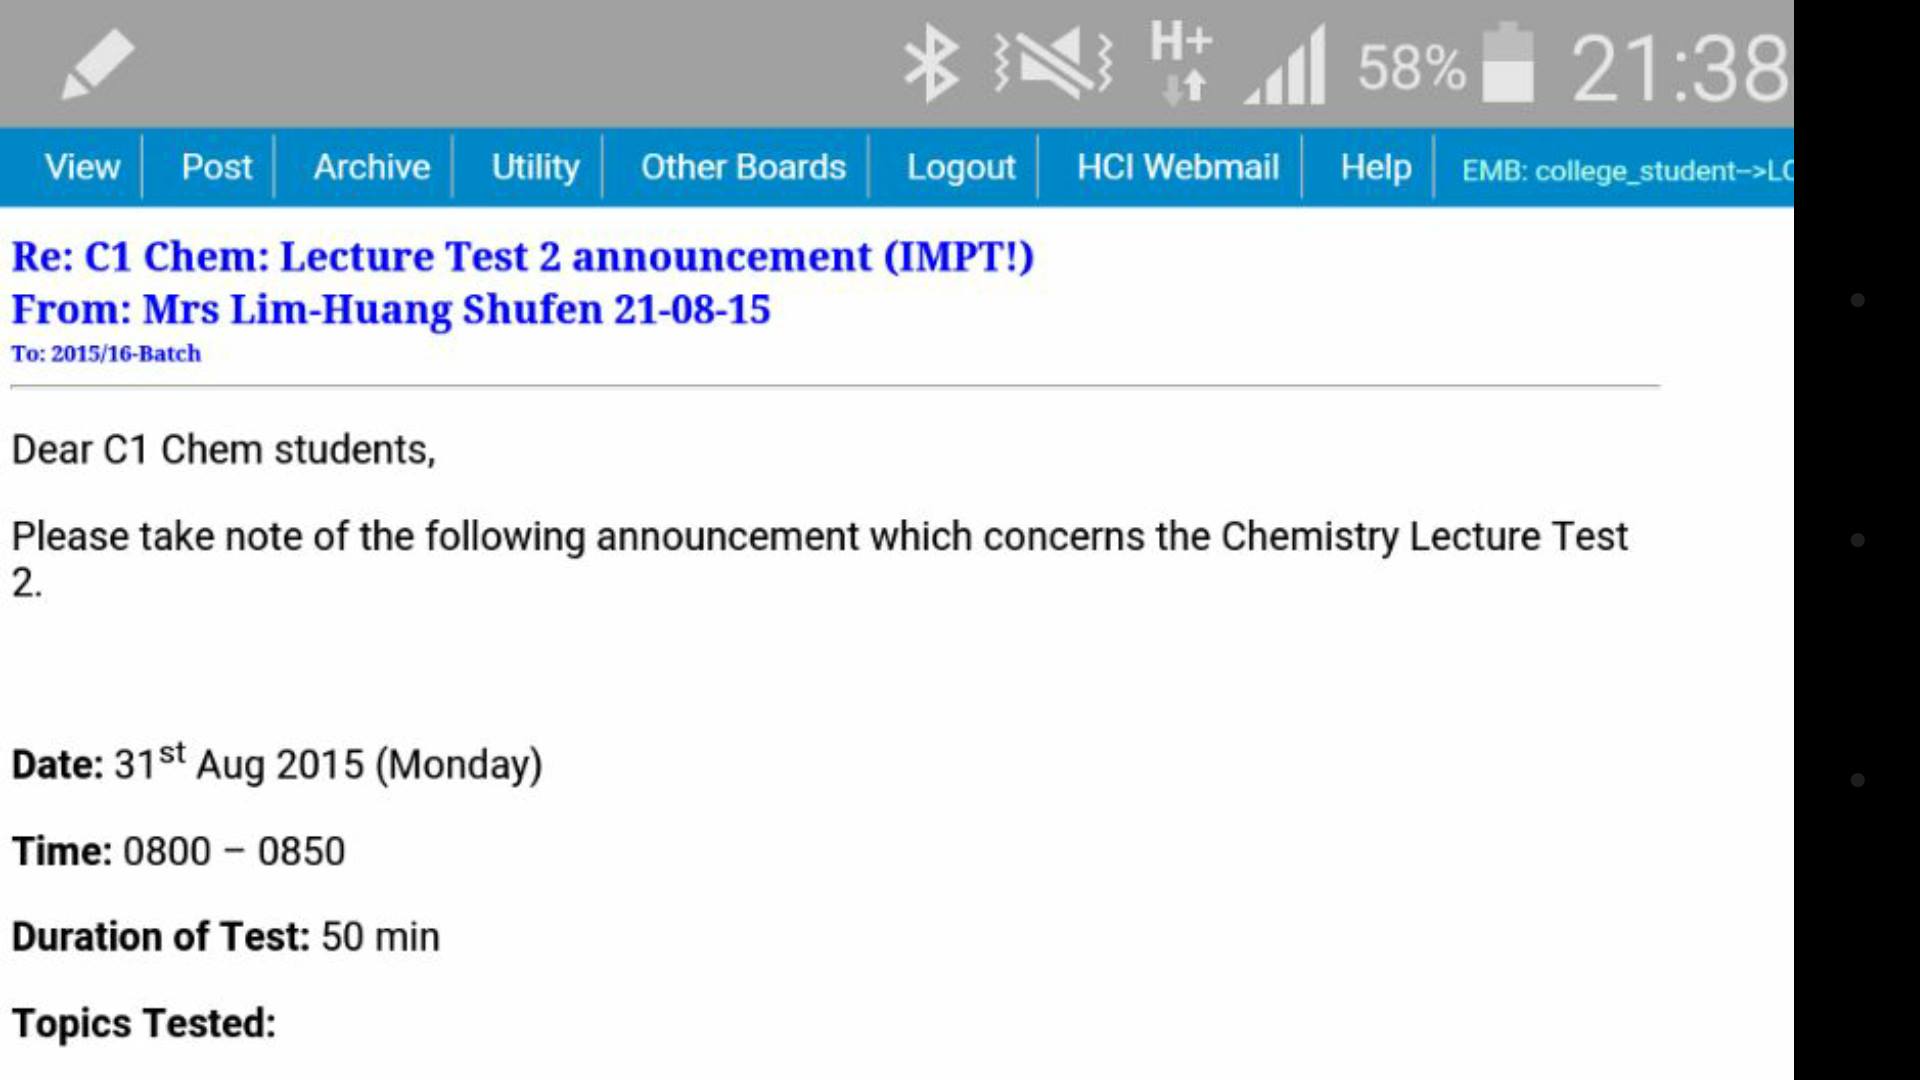 H+ 58% 21:38
View Post Archive Utility Other Boards Logout HCI Webmail Help EMB: college_student-->LC
Re: C1 Chem: Lecture Test 2 announcement (IMPT!)
From: Mrs Lim-Huang Shufen 21-08-15
To: 2015/16-Batch
Dear C1 Chem students,
Please take note of the following announcement which concerns the Chemistry Lecture Test
2.
Date: 31st Aug 2015 (Monday)
Time: 0800 – 0850
Duration of Test: 50 min
Topics Tested: